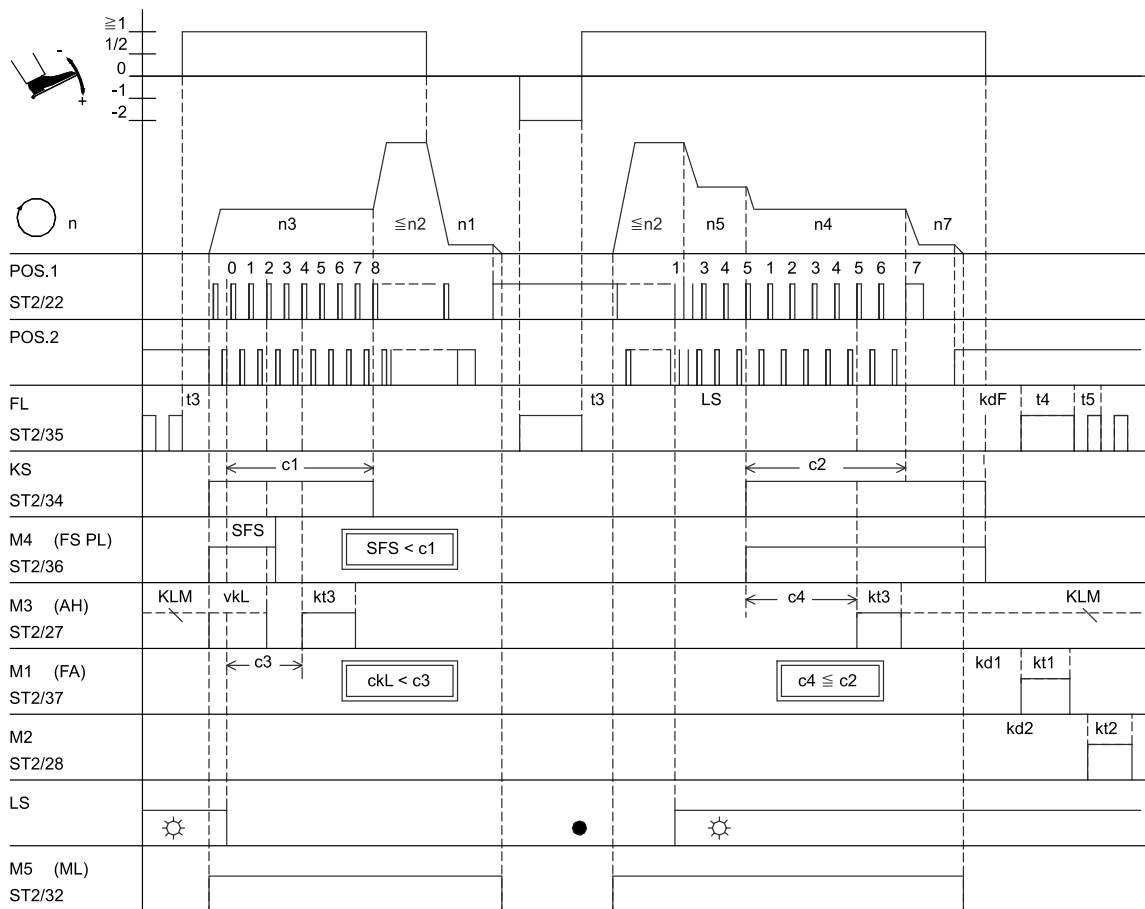 ≧1
1/2
0
-1
-2
-
+
n
n3
≦n2
n1
≦n2
n5
n4
n7
POS.1
0 1 2 3 4 5 6 7 8
1 3 4 5 1 2 3 4 5 6 7
ST2/22
POS.2
FL
t3
t3
LS
kdF
t4
t5
ST2/35
KS
c1
c2
ST2/34
SFS
M4 (FS PL)
SFS < c1
ST2/36
KLM
vkL
kt3
c4
kt3
KLM
M3 (AH)
ST2/27
c3
M1 (FA)
ckL < c3
c4 ≦ c2
kd1
kt1
ST2/37
M2
kd2
kt2
ST2/28
LS
M5 (ML)
ST2/32